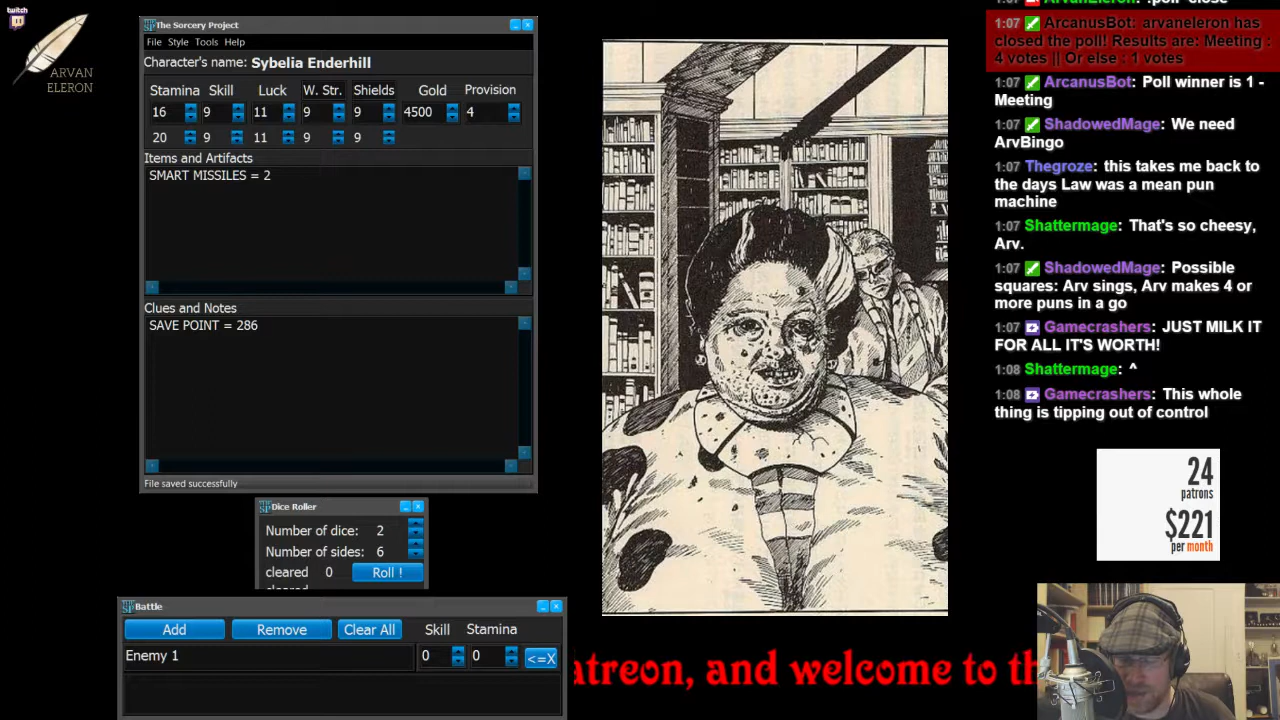 twitch
ARVAN
ELERON
The Sorcery Project
File Style Tools Help
Character's name: Sybelia Enderhill
Stamina Skill Luck W. Str. Shields Gold Provision
16 9 11 9 9 4500 4
20 9 11 9 9
Items and Artifacts
SMART MISSILES = 2
Clues and Notes
SAVE POINT = 286
File saved successfully
Dice Roller
Number of dice: 2
Number of sides: 6
cleared 0 Roll !
Battle
Add Remove Clear All Skill Stamina
Enemy 1 0 0 <=X
atreon, and welcome to th
1:07 ArcanusBot: arvaneleron has
closed the poll! Results are: Meeting :
4 votes || Or else : 1 votes
1:07 ArcanusBot: Poll winner is 1 -
Meeting
1:07 ShadowedMage: We need
ArvBingo
1:07 Thegroze: this takes me back to
the days Law was a mean pun
machine
1:07 Shattermage: That's so cheesy,
Arv.
1:07 ShadowedMage: Possible
squares: Arv sings, Arv makes 4 or
more puns in a go
1:07 Gamecrashers: JUST MILK IT
FOR ALL IT'S WORTH!
1:08 Shattermage: ^
1:08 Gamecrashers: This whole
thing is tipping out of control
24
patrons
$221
per month